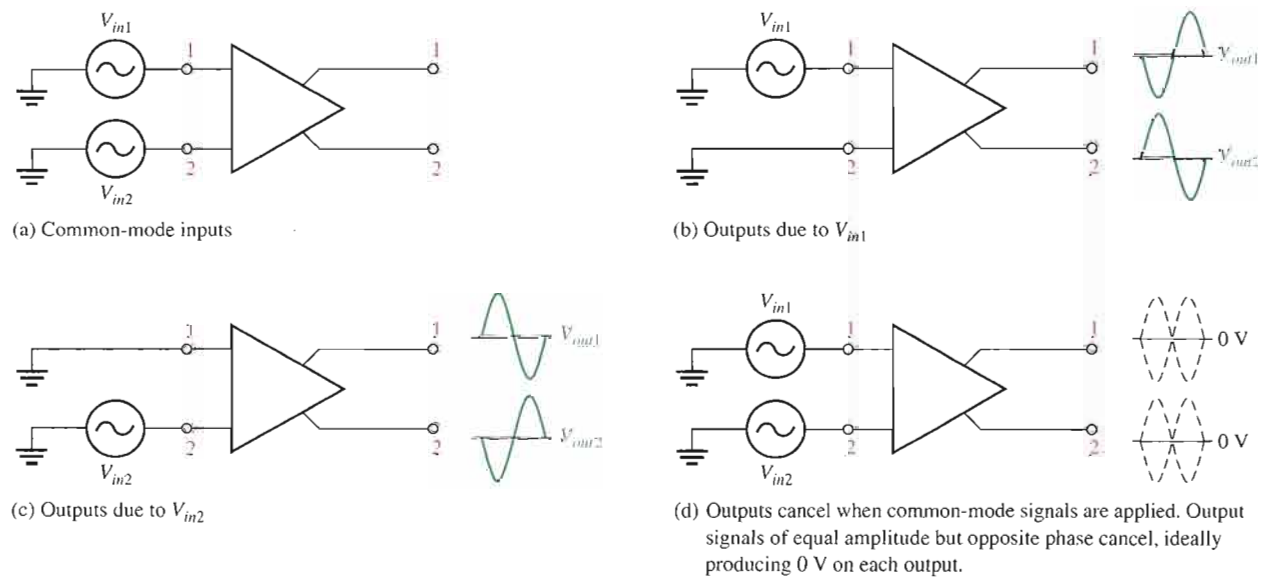 V_in1
1
1
2
2
V_in2
(a) Common-mode inputs
V_in1
1
1
V_out1
2
2
V_out2
(b) Outputs due to V_in1
1
1
V_out1
2
2
V_out2
V_in2
(c) Outputs due to V_in2
V_in1
1
1
0 V
2
2
0 V
V_in2
(d) Outputs cancel when common-mode signals are applied. Output
signals of equal amplitude but opposite phase cancel, ideally
producing 0 V on each output.